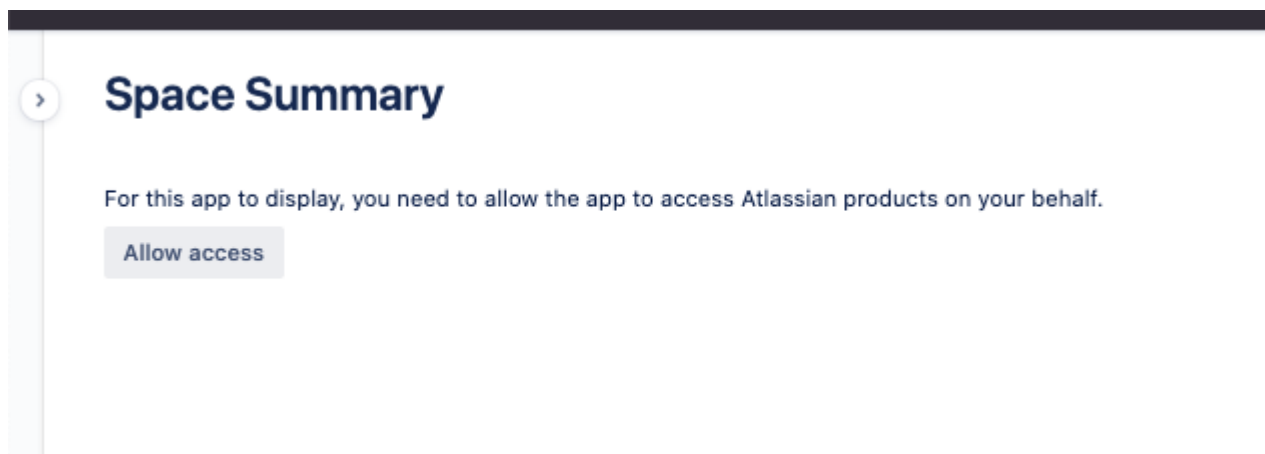 Space Summary
For this app to display, you need to allow the app to access Atlassian products on your behalf.
Allow access